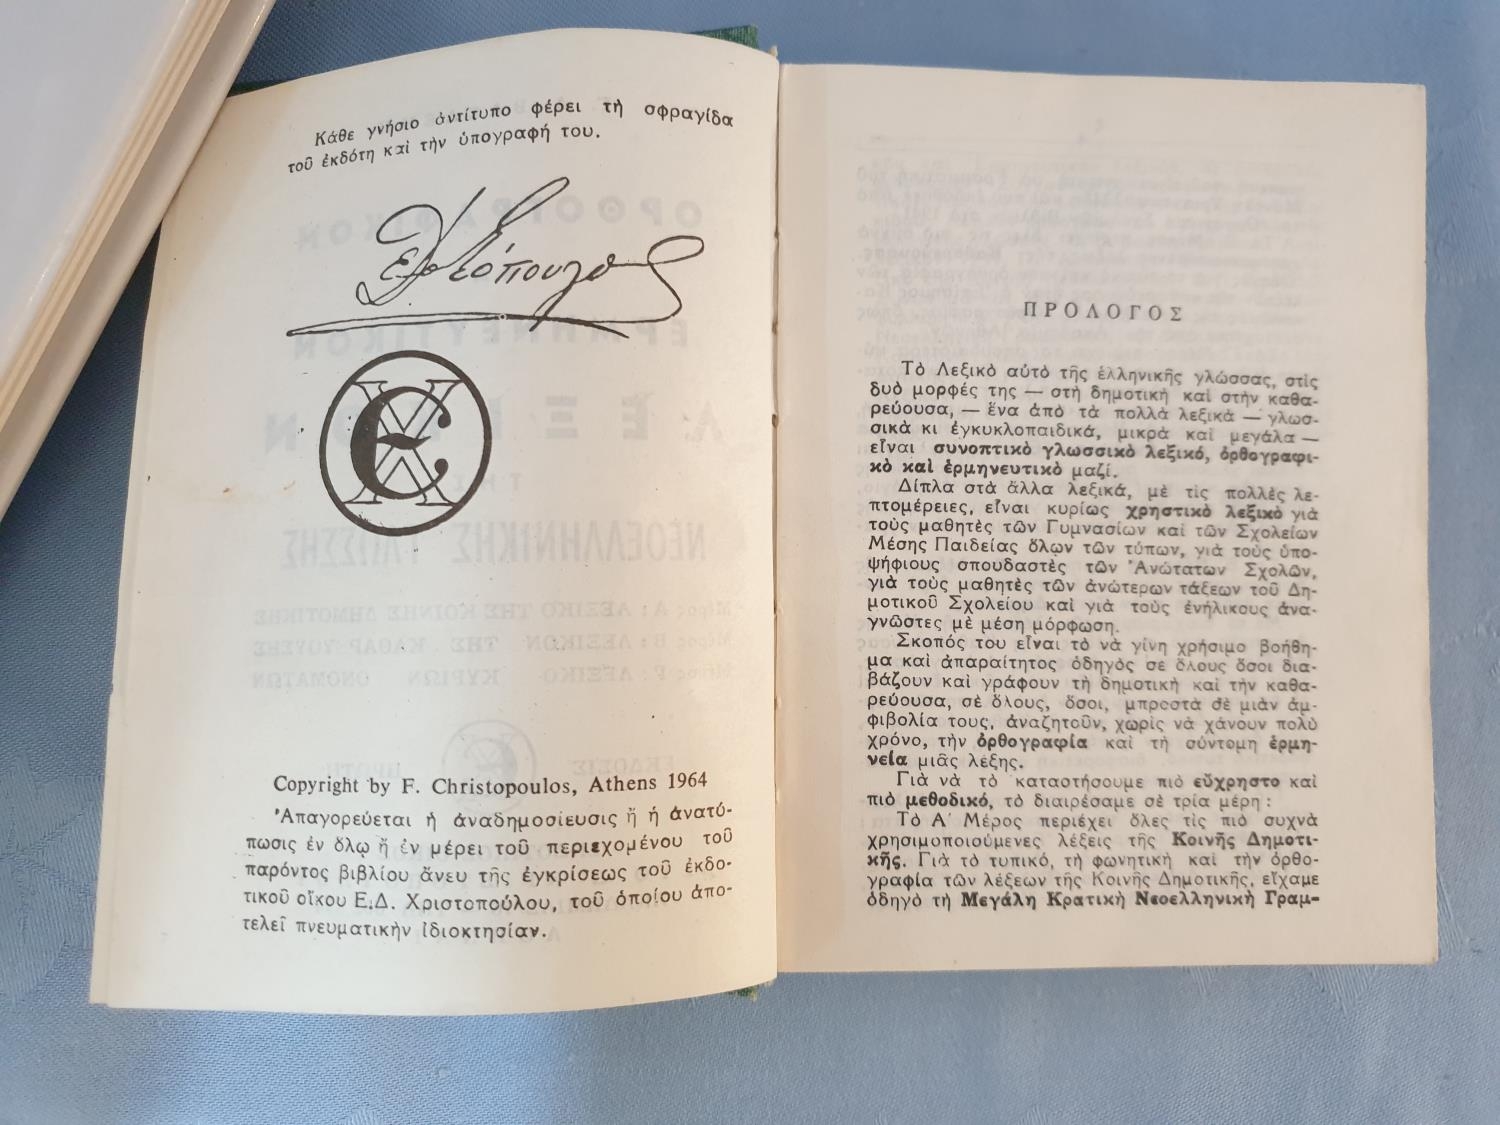 Κάθε γνήσιο ἀντίτυπο φέρει τὴ σφραγίδα
τοῦ ἐκδότη καὶ τὴν ὑπογραφή του.
Copyright by F. Christopoulos, Athens 1964
Ἀπαγορεύεται ἡ ἀναδημοσίευσις ἤ ἡ ἀνατύ-
πωσις ἐν ὅλῳ ἤ ἐν μέρει τοῦ περιεχομένου τοῦ
παρόντος βιβλίου ἄνευ τῆς ἐγκρίσεως τοῦ ἐκδο-
τικοῦ οἴκου Ε.Δ. Χριστοπούλου, τοῦ ὁποίου ἀπο-
τελεῖ πνευματικὴν ἰδιοκτησίαν.
ΠΡΟΛΟΓΟΣ
Τὸ Λεξικὸ αὐτὸ τῆς ἑλληνικῆς γλώσσας, στὶς
δυὸ μορφές της — στὴ δημοτικὴ καὶ στὴν καθα-
ρεύουσα, — ἕνα ἀπὸ τὰ πολλὰ λεξικὰ — γλωσ-
σικὰ κι ἐγκυκλοπαιδικά, μικρὰ καὶ μεγάλα —
εἶναι συνοπτικὸ γλωσσικὸ λεξικό, ὀρθογραφι-
κὸ καὶ ἑρμηνευτικὸ μαζί.
Δίπλα στὰ ἄλλα λεξικά, μὲ τὶς πολλὲς λε-
πτομέρειες, εἶναι κυρίως χρηστικὸ λεξικὸ γιὰ
τοὺς μαθητὲς τῶν Γυμνασίων καὶ τῶν Σχολείων
Μέσης Παιδείας ὅλων τῶν τύπων, γιὰ τοὺς ὑπο-
ψήφιους σπουδαστὲς τῶν Ἀνώτατων Σχολῶν,
γιὰ τοὺς μαθητὲς τῶν ἀνώτερων τάξεων τοῦ Δη-
μοτικοῦ Σχολείου καὶ γιὰ τοὺς ἐνήλικους ἀνα-
γνῶστες μὲ μέση μόρφωση.
Σκοπός του εἶναι τὸ νὰ γίνη χρήσιμο βοήθη-
μα καὶ ἀπαραίτητος ὁδηγὸς σὲ ὅλους ὅσοι δια-
βάζουν καὶ γράφουν τὴ δημοτικὴ καὶ τὴν καθα-
ρεύουσα, σὲ ὅλους, ὅσοι, μπροστὰ σὲ μιὰν ἀμ-
φιβολία τους, ἀναζητοῦν, χωρὶς νὰ χάνουν πολὺ
χρόνο, τὴν ὀρθογραφία καὶ τὴ σύντομη ἑρμη-
νεία μιᾶς λέξης.
Γιὰ νὰ τὸ καταστήσουμε πιὸ εὔχρηστο καὶ
πιὸ μεθοδικό, τὸ διαιρέσαμε σὲ τρία μέρη :
Τὸ Α΄ Μέρος περιέχει ὅλες τὶς πιὸ συχνὰ
χρησιμοποιούμενες λέξεις τῆς Κοινῆς Δημοτι-
κῆς. Γιὰ τὸ τυπικό, τὴ φωνητικὴ καὶ τὴν ὀρθο-
γραφία τῶν λέξεων τῆς Κοινῆς Δημοτικῆς, εἴχαμε
ὁδηγὸ τὴ Μεγάλη Κρατικὴ Νεοελληνικὴ Γραμ-